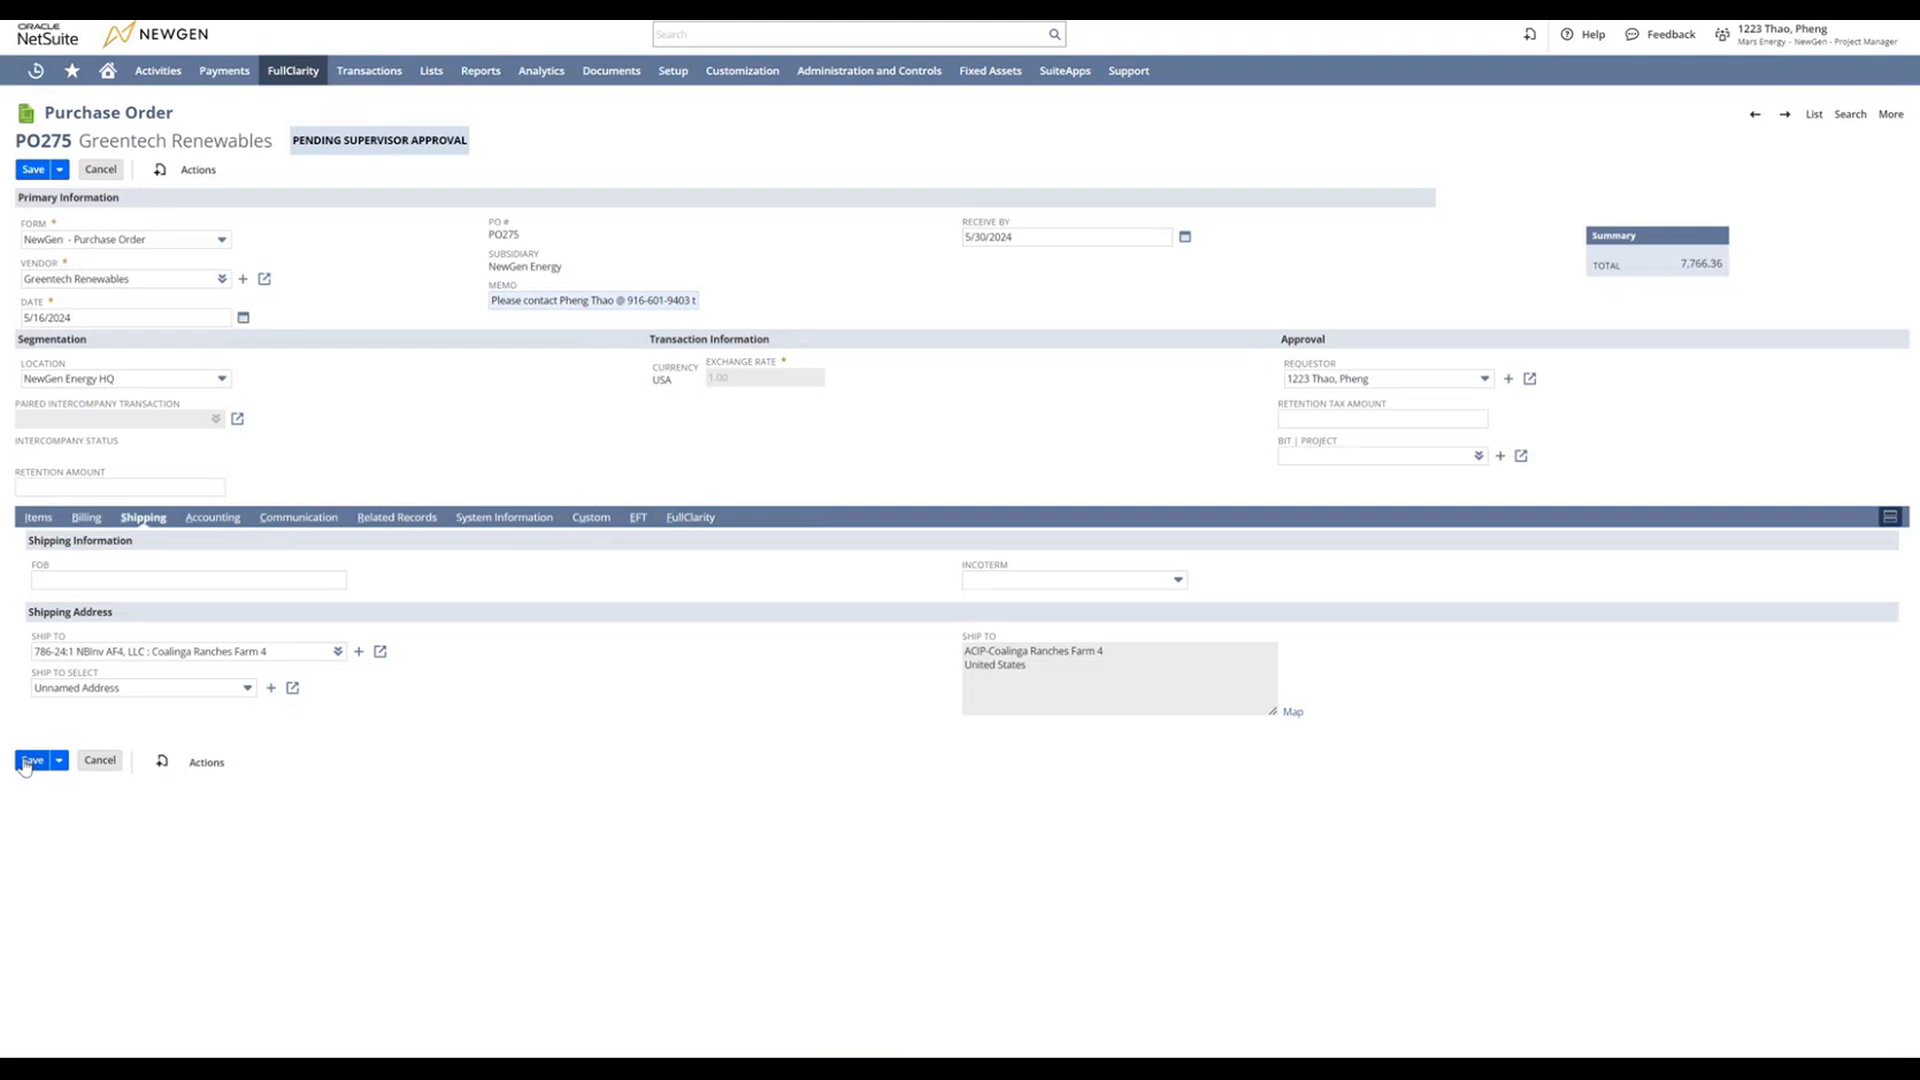 ORACLE
NetSuite
NEWGEN
Search
Help
Feedback
1223 Thao, Pheng
Mars Energy - NewGen - Project Manager
Activities
Payments
FullClarity
Transactions
Lists
Reports
Analytics
Documents
Setup
Customization
Administration and Controls
Fixed Assets
SuiteApps
Support
Purchase Order
List
Search
More
PO275 Greentech Renewables
PENDING SUPERVISOR APPROVAL
Save
Cancel
Actions
Primary Information
FORM *
NewGen - Purchase Order
VENDOR *
Greentech Renewables
DATE *
5/16/2024
PO #
PO275
SUBSIDIARY
NewGen Energy
MEMO
Please contact Pheng Thao @ 916-601-9403 t
RECEIVE BY
5/30/2024
Summary
TOTAL 7,766.36
Segmentation
LOCATION
NewGen Energy HQ
PAIRED INTERCOMPANY TRANSACTION
INTERCOMPANY STATUS
RETENTION AMOUNT
Transaction Information
CURRENCY
USA
EXCHANGE RATE *
1.00
Approval
REQUESTOR
1223 Thao, Pheng
RETENTION TAX AMOUNT
BIT | PROJECT
Items
Billing
Shipping
Accounting
Communication
Related Records
System Information
Custom
EFT
FullClarity
Shipping Information
FOB
INCOTERM
Shipping Address
SHIP TO
786-24:1 NBInv AF4, LLC : Coalinga Ranches Farm 4
SHIP TO SELECT
Unnamed Address
SHIP TO
ACIP-Coalinga Ranches Farm 4
United States
Map
Save
Cancel
Actions